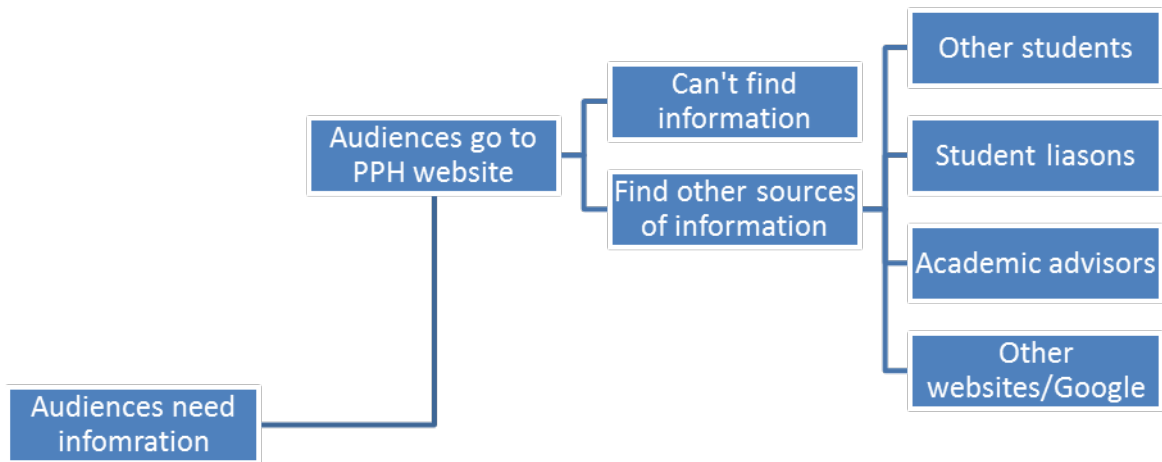 Audiences need
infomration
Audiences go to
PPH website
Can't find
information
Find other sources
of information
Other students
Student liasons
Academic advisors
Other
websites/Google